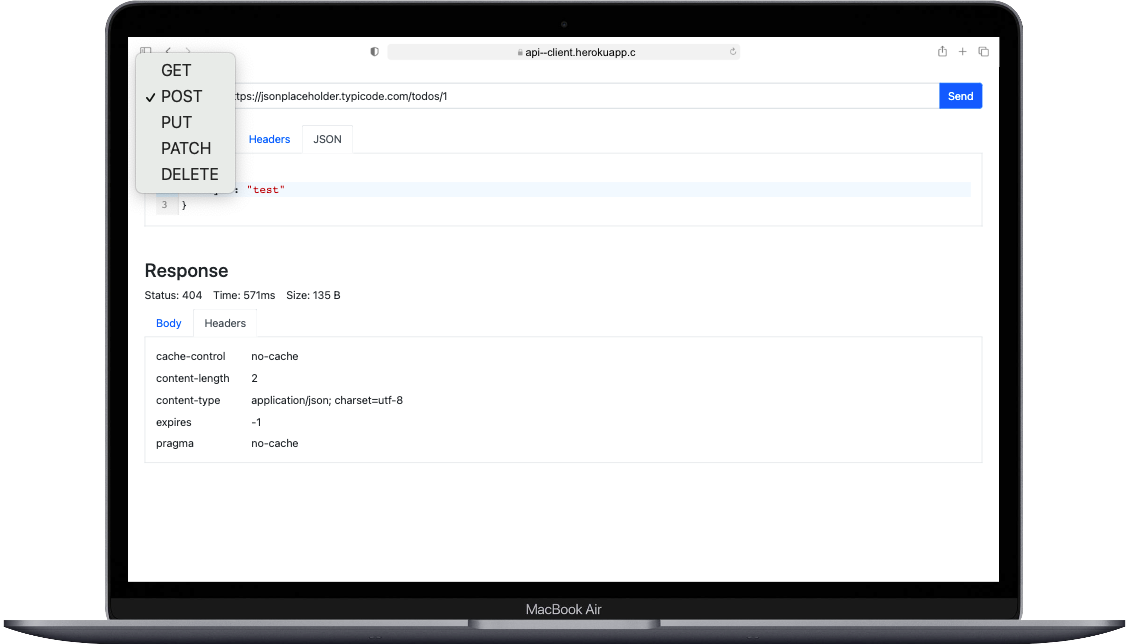 api--client.herokuapp.c
GET
POST
PUT
PATCH
DELETE
ttps://jsonplaceholder.typicode.com/todos/1
Send
Headers
JSON
: "test"
3 }
Response
Status: 404 Time: 571ms Size: 135 B
Body
Headers
cache-control no-cache
content-length 2
content-type application/json; charset=utf-8
expires -1
pragma no-cache
MacBook Air